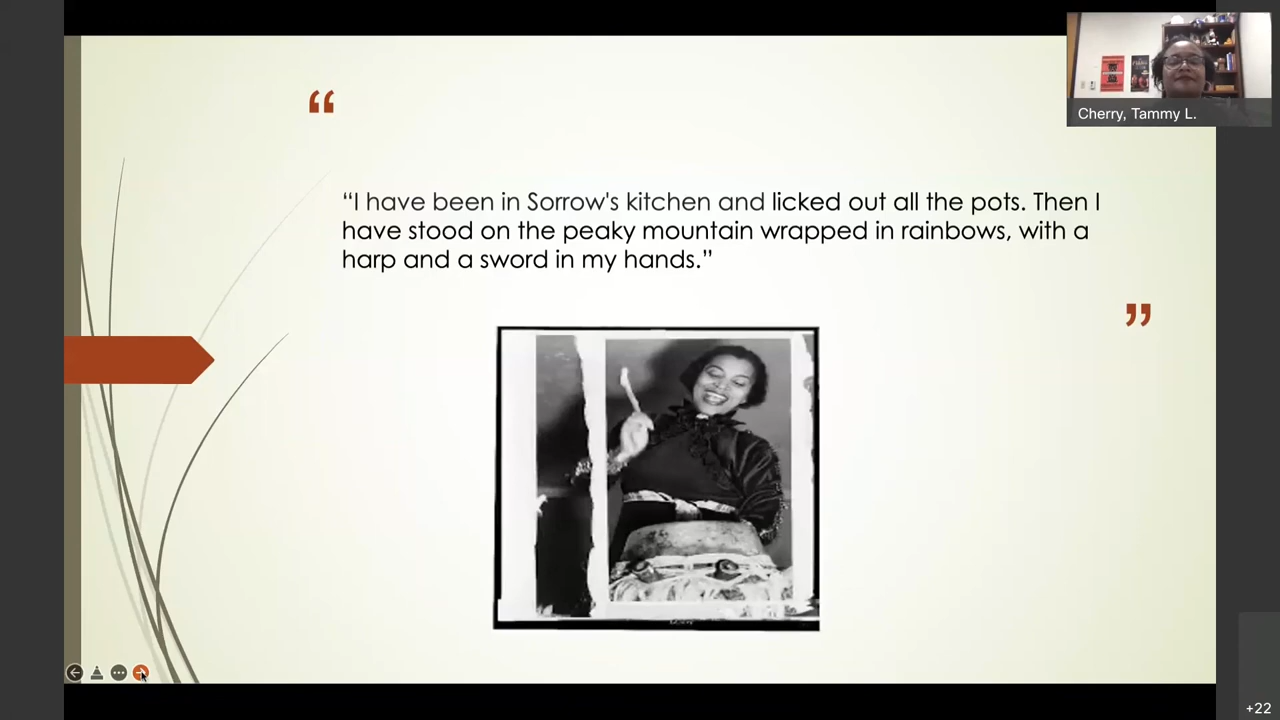 Cherry, Tammy L.
“
“I have been in Sorrow's kitchen and licked out all the pots. Then I
have stood on the peaky mountain wrapped in rainbows, with a
harp and a sword in my hands.”
”
+22